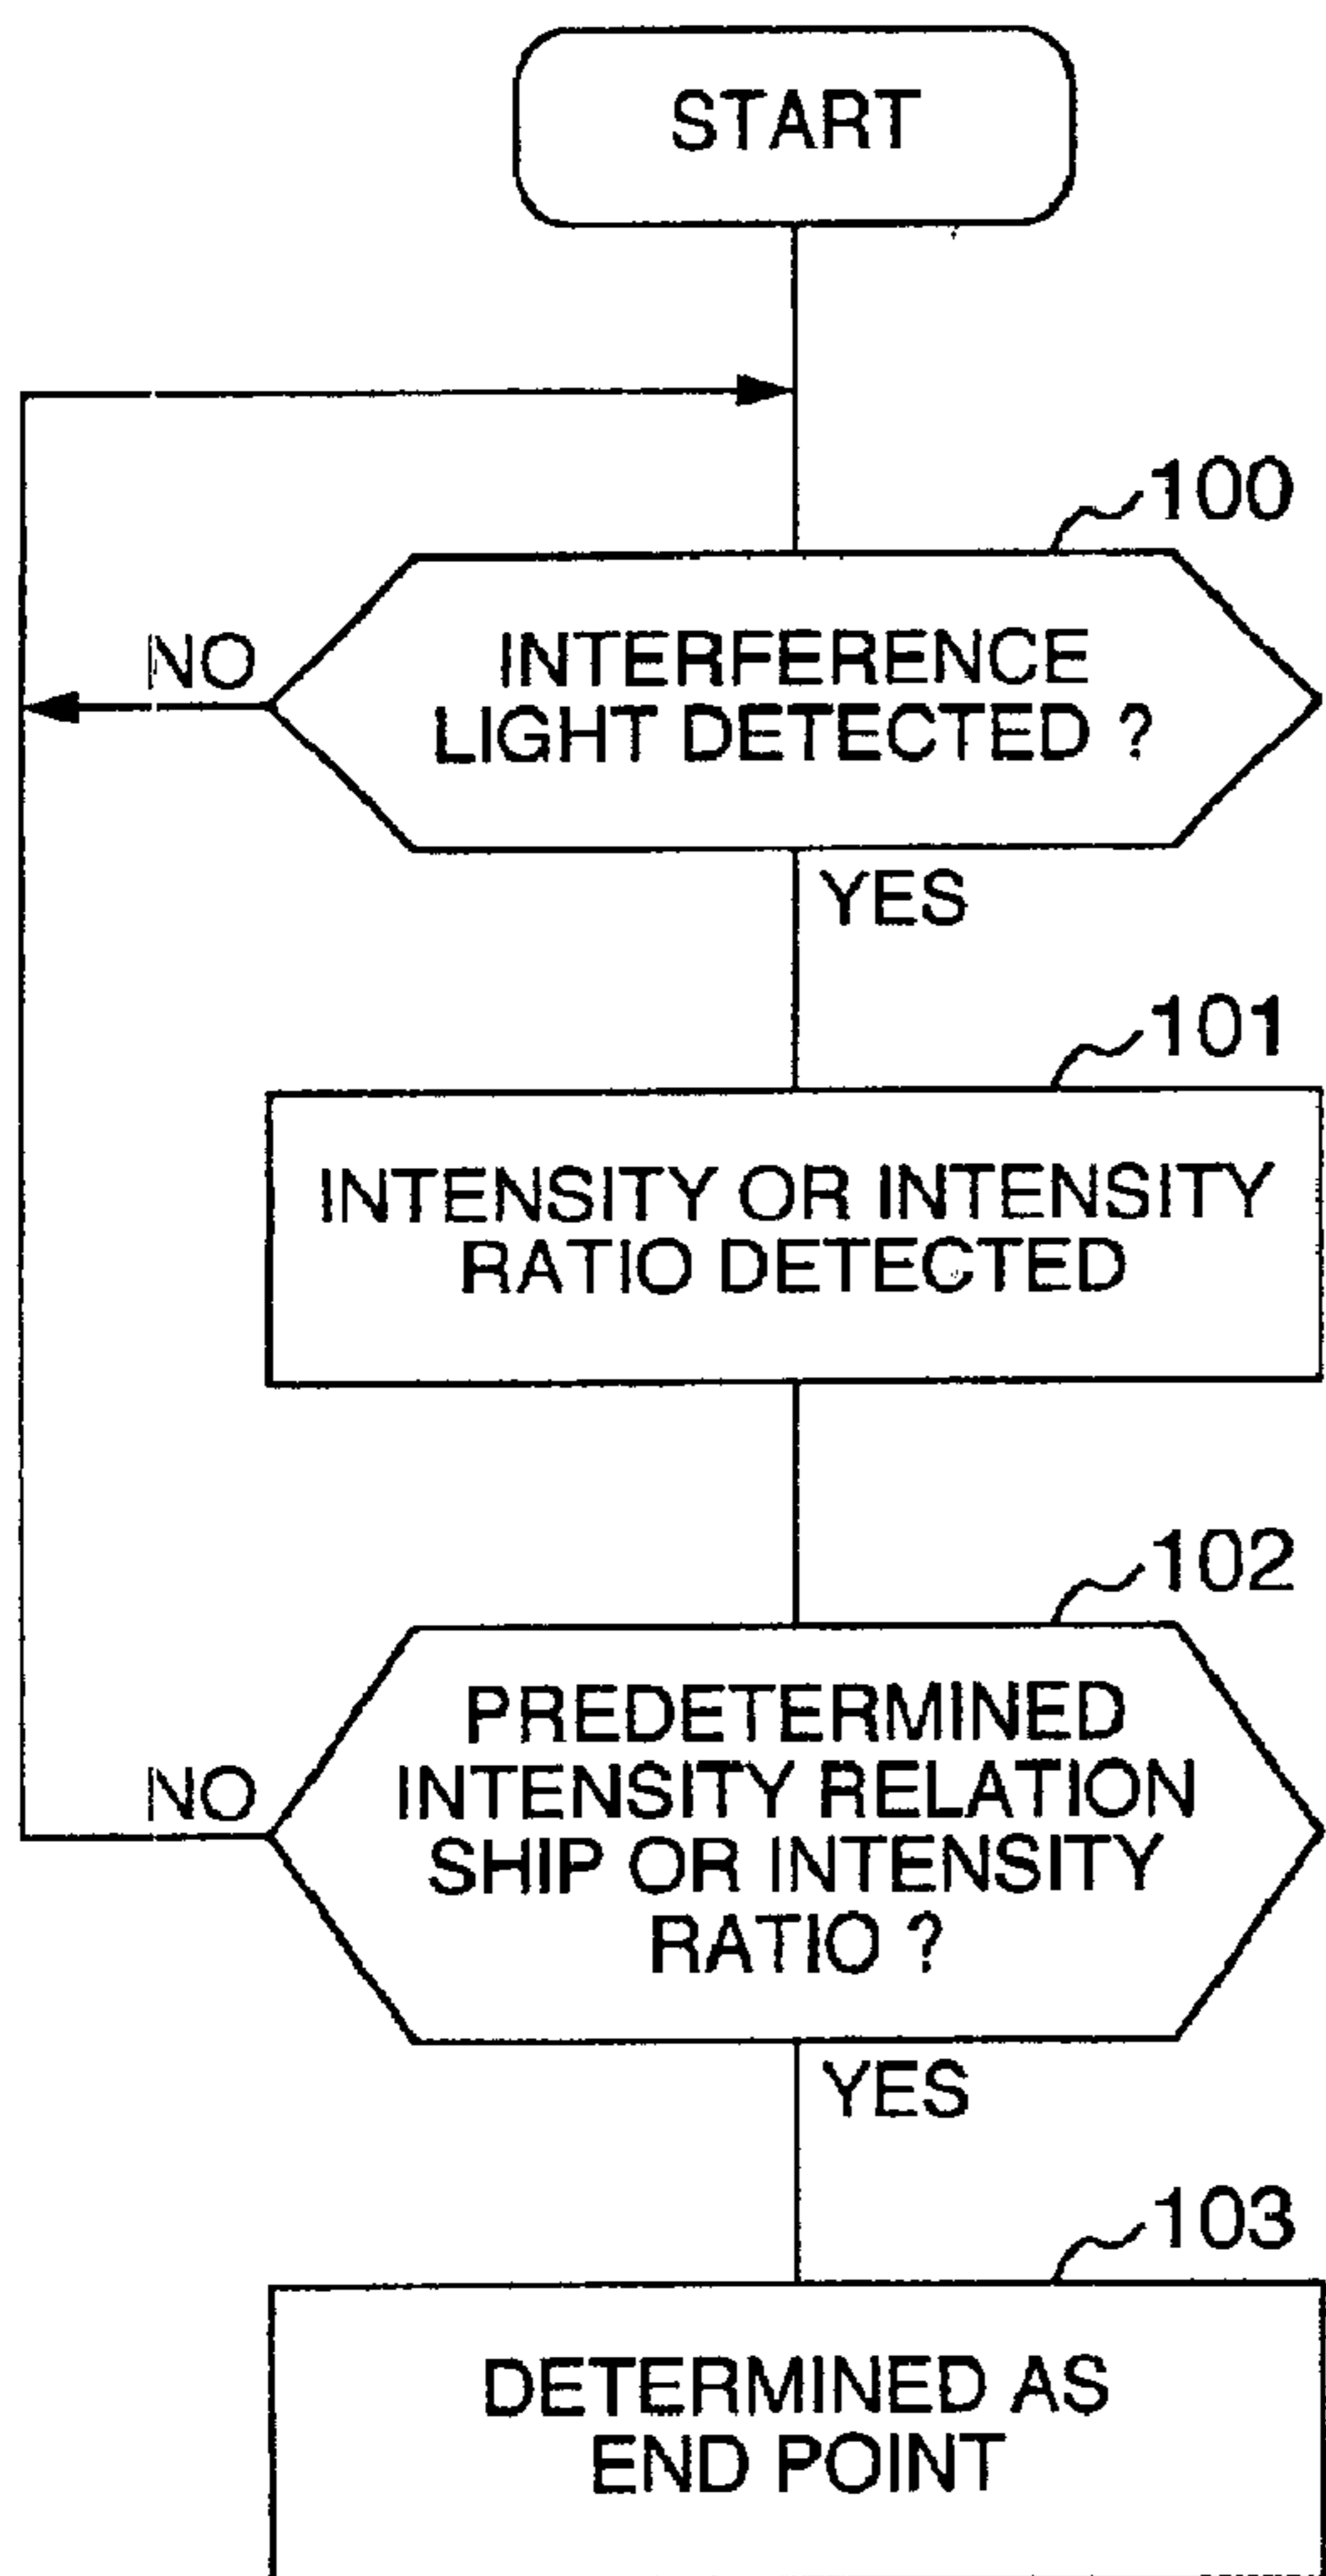 START
100
NO
INTERFERENCE
LIGHT DETECTED ?
YES
101
INTENSITY OR INTENSITY
RATIO DETECTED
102
PREDETERMINED
INTENSITY RELATION
NO
SHIP OR INTENSITY
RATIO ?
YES
103
DETERMINED AS
END POINT